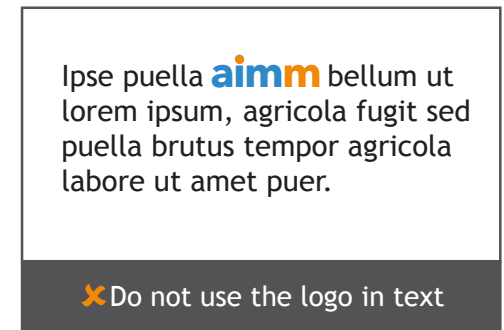 Ipse puella aimm bellum ut
lorem ipsum, agricola fugit sed
puella brutus tempor agricola
labore ut amet puer.
✘ Do not use the logo in text